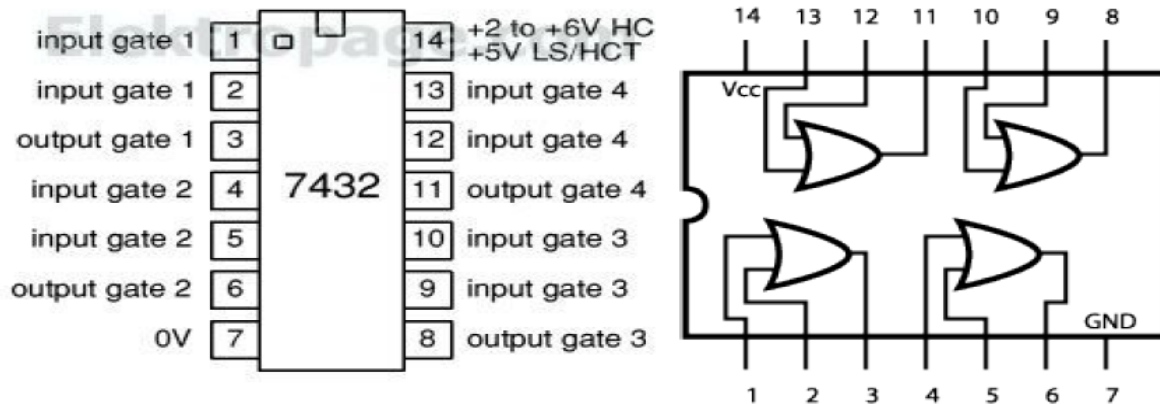 Elektropage.com
input gate 1 1 14 +2 to +6V HC
+5V LS/HCT
input gate 1 2 13 input gate 4
output gate 1 3 12 input gate 4
input gate 2 4 7432 11 output gate 4
input gate 2 5 10 input gate 3
output gate 2 6 9 input gate 3
0V 7 8 output gate 3
14 13 12 11 10 9 8
Vcc
GND
1 2 3 4 5 6 7